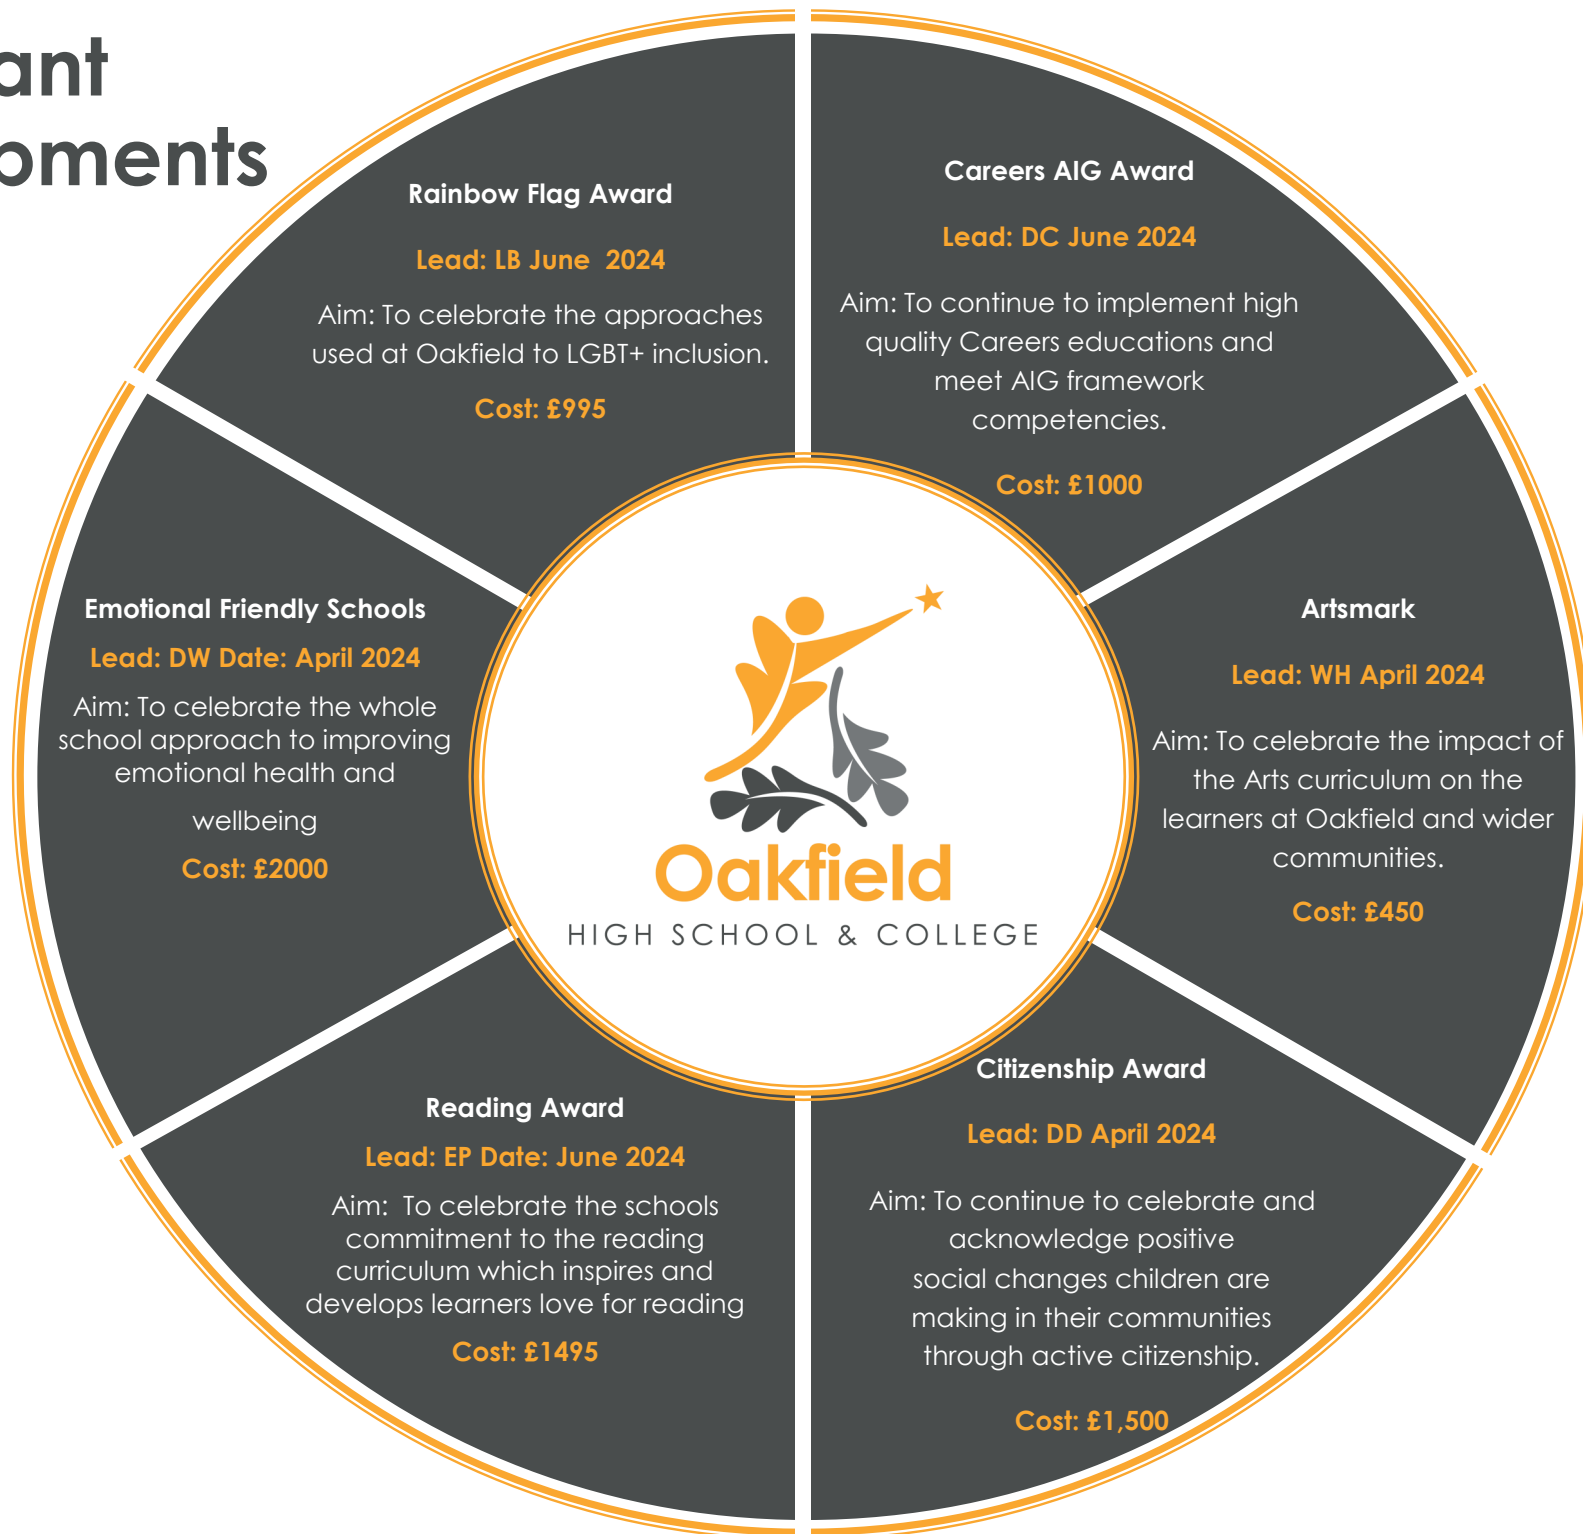 ant
pments
Rainbow Flag Award
Lead: LB June  2024
Aim: To celebrate the approaches
used at Oakfield to LGBT+ inclusion.
Cost: £995
Careers AIG Award
Lead: DC June 2024
Aim: To continue to implement high
quality Careers educations and
meet AIG framework
competencies.
Cost: £1000
Emotional Friendly Schools
Lead: DW Date: April 2024
Aim: To celebrate the whole
school approach to improving
emotional health and
wellbeing
Cost: £2000
Oakfield
HIGH SCHOOL & COLLEGE
Artsmark
Lead: WH April 2024
Aim: To celebrate the impact of
the Arts curriculum on the
learners at Oakfield and wider
communities.
Cost: £450
Reading Award
Lead: EP Date: June 2024
Aim:  To celebrate the schools
commitment to the reading
curriculum which inspires and
develops learners love for reading
Cost: £1495
Citizenship Award
Lead: DD April 2024
Aim: To continue to celebrate and
acknowledge positive
social changes children are
making in their communities
through active citizenship.
Cost: £1,500